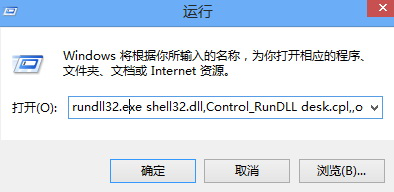 运行
Windows 将根据你所输入的名称，为你打开相应的程序、
文件夹、文档或 Internet 资源。
打开(O):
rundll32.exe shell32.dll,Control_RunDLL desk.cpl,,o
确定
取消
浏览(B)...